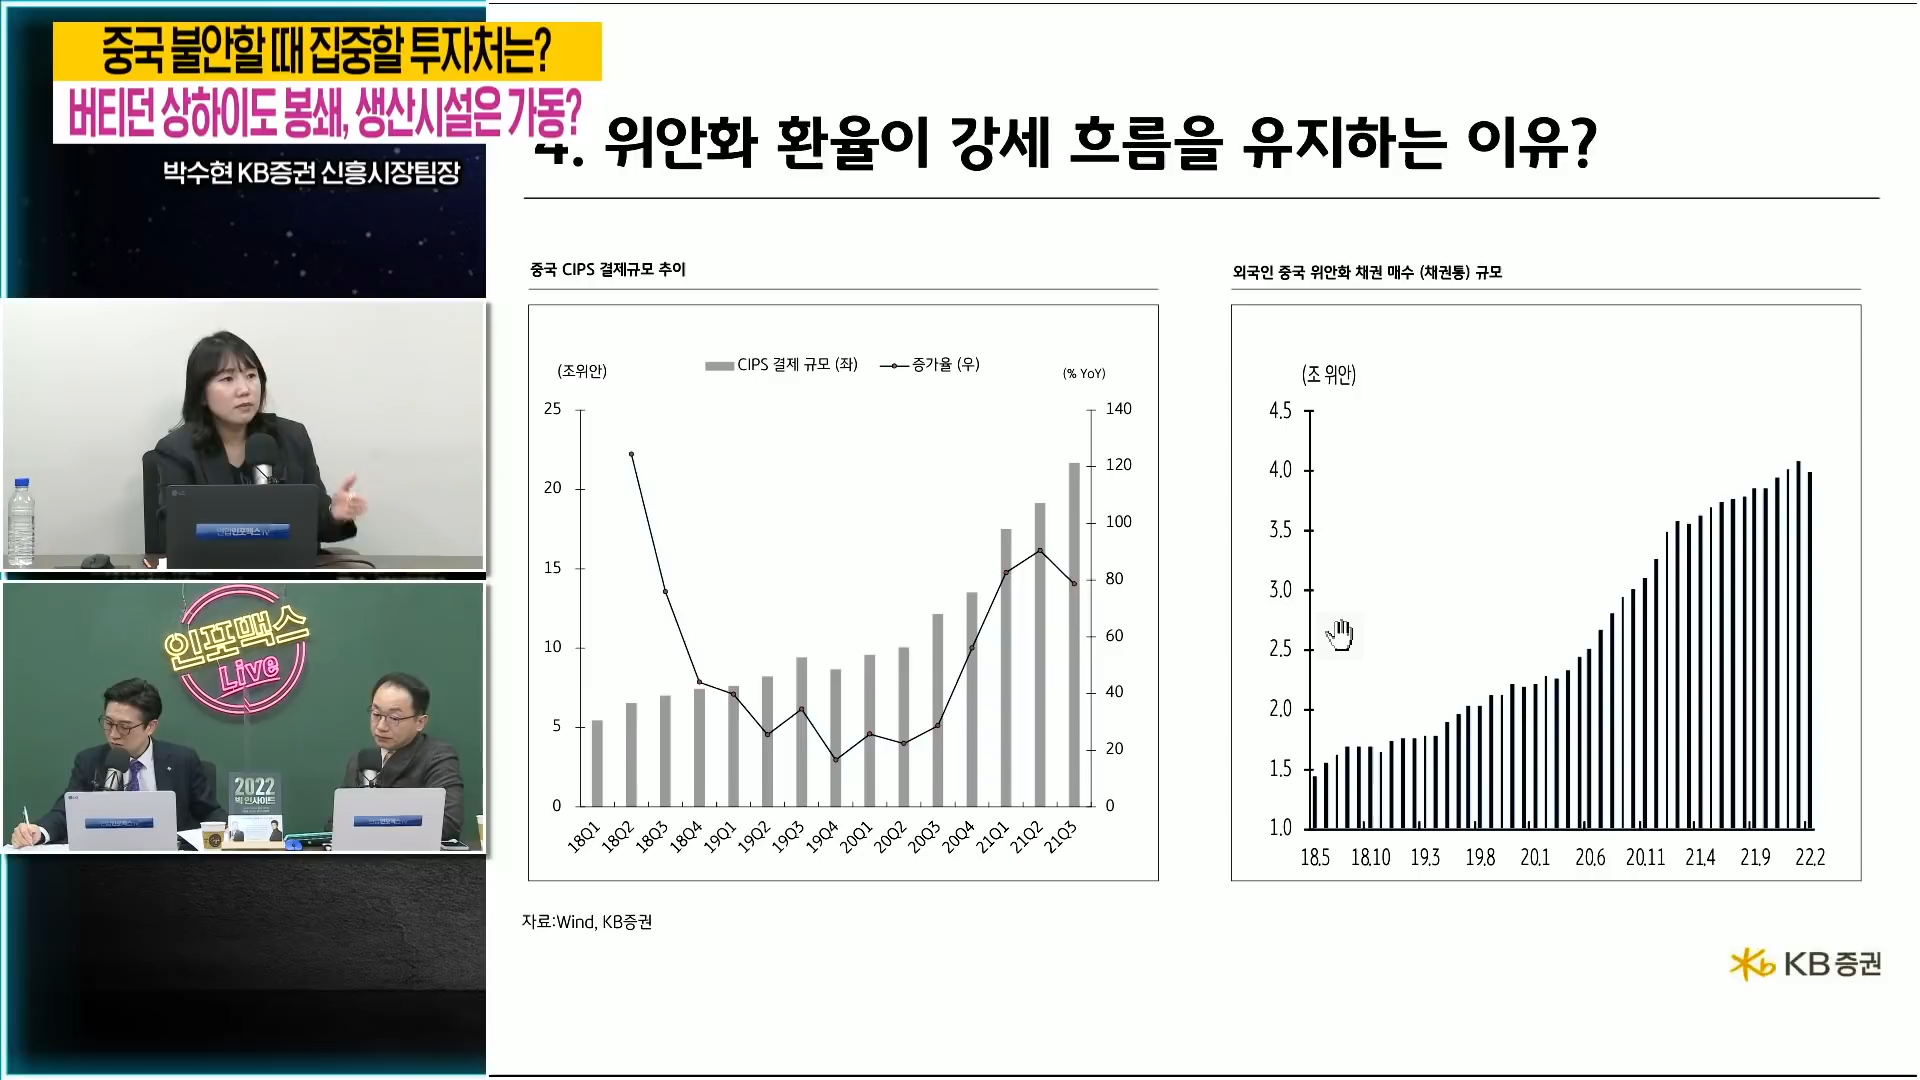 중국 불안할 때 집중할 투자처는?
버티던 상하이도 봉쇄, 생산시설은 가동?
박수현 KB증권 신흥시장팀장
4. 위안화 환율이 강세 흐름을 유지하는 이유?
중국 CIPS 결제규모 추이
(조위안)
CIPS 결제 규모 (좌)
증가율 (우)
(% YoY)
25
20
15
10
5
0
140
120
100
80
60
40
20
0
18Q1 18Q2 18Q3 18Q4 19Q1 19Q2 19Q3 19Q4 20Q1 20Q2 20Q3 20Q4 21Q1 21Q2 21Q3
외국인 중국 위안화 채권 매수 (채권통) 규모
(조 위안)
4.5
4.0
3.5
3.0
2.5
2.0
1.5
1.0
18.5 18.10 19.3 19.8 20.1 20.6 20.11 21.4 21.9 22.2
자료:Wind, KB증권
KB증권
인포맥스
Live
2022
빅 인사이트